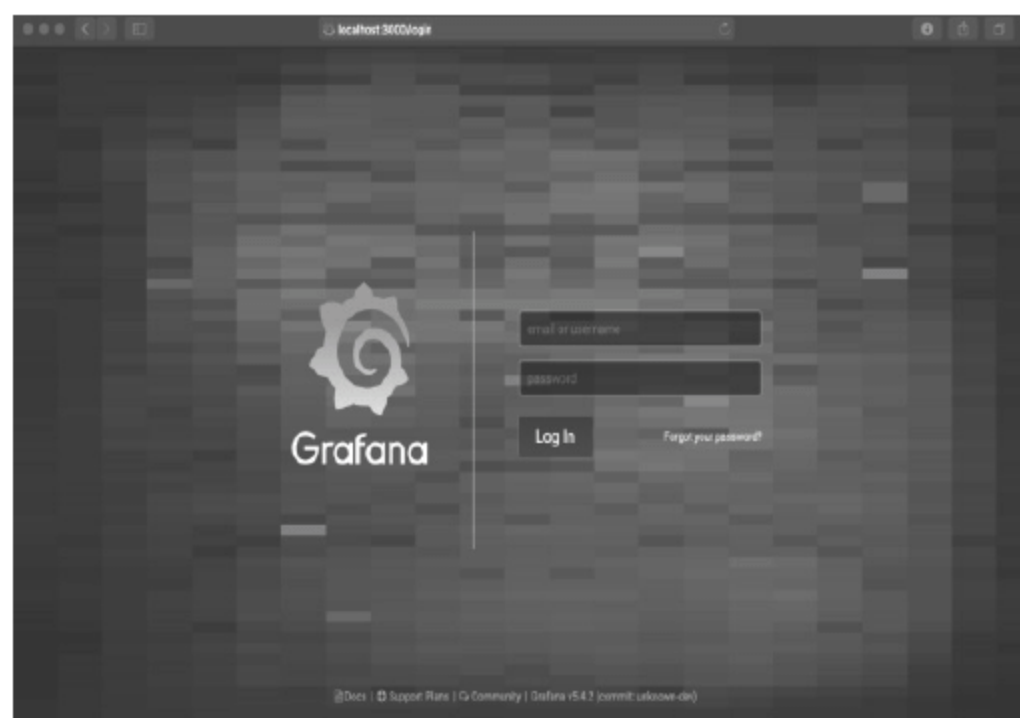 localhost:3000/login
email or username
password
Log In
Forgot your password?
Grafana
Docs | Support Plans | Community | Grafana v5.4.2 (commit: unknown-dev)